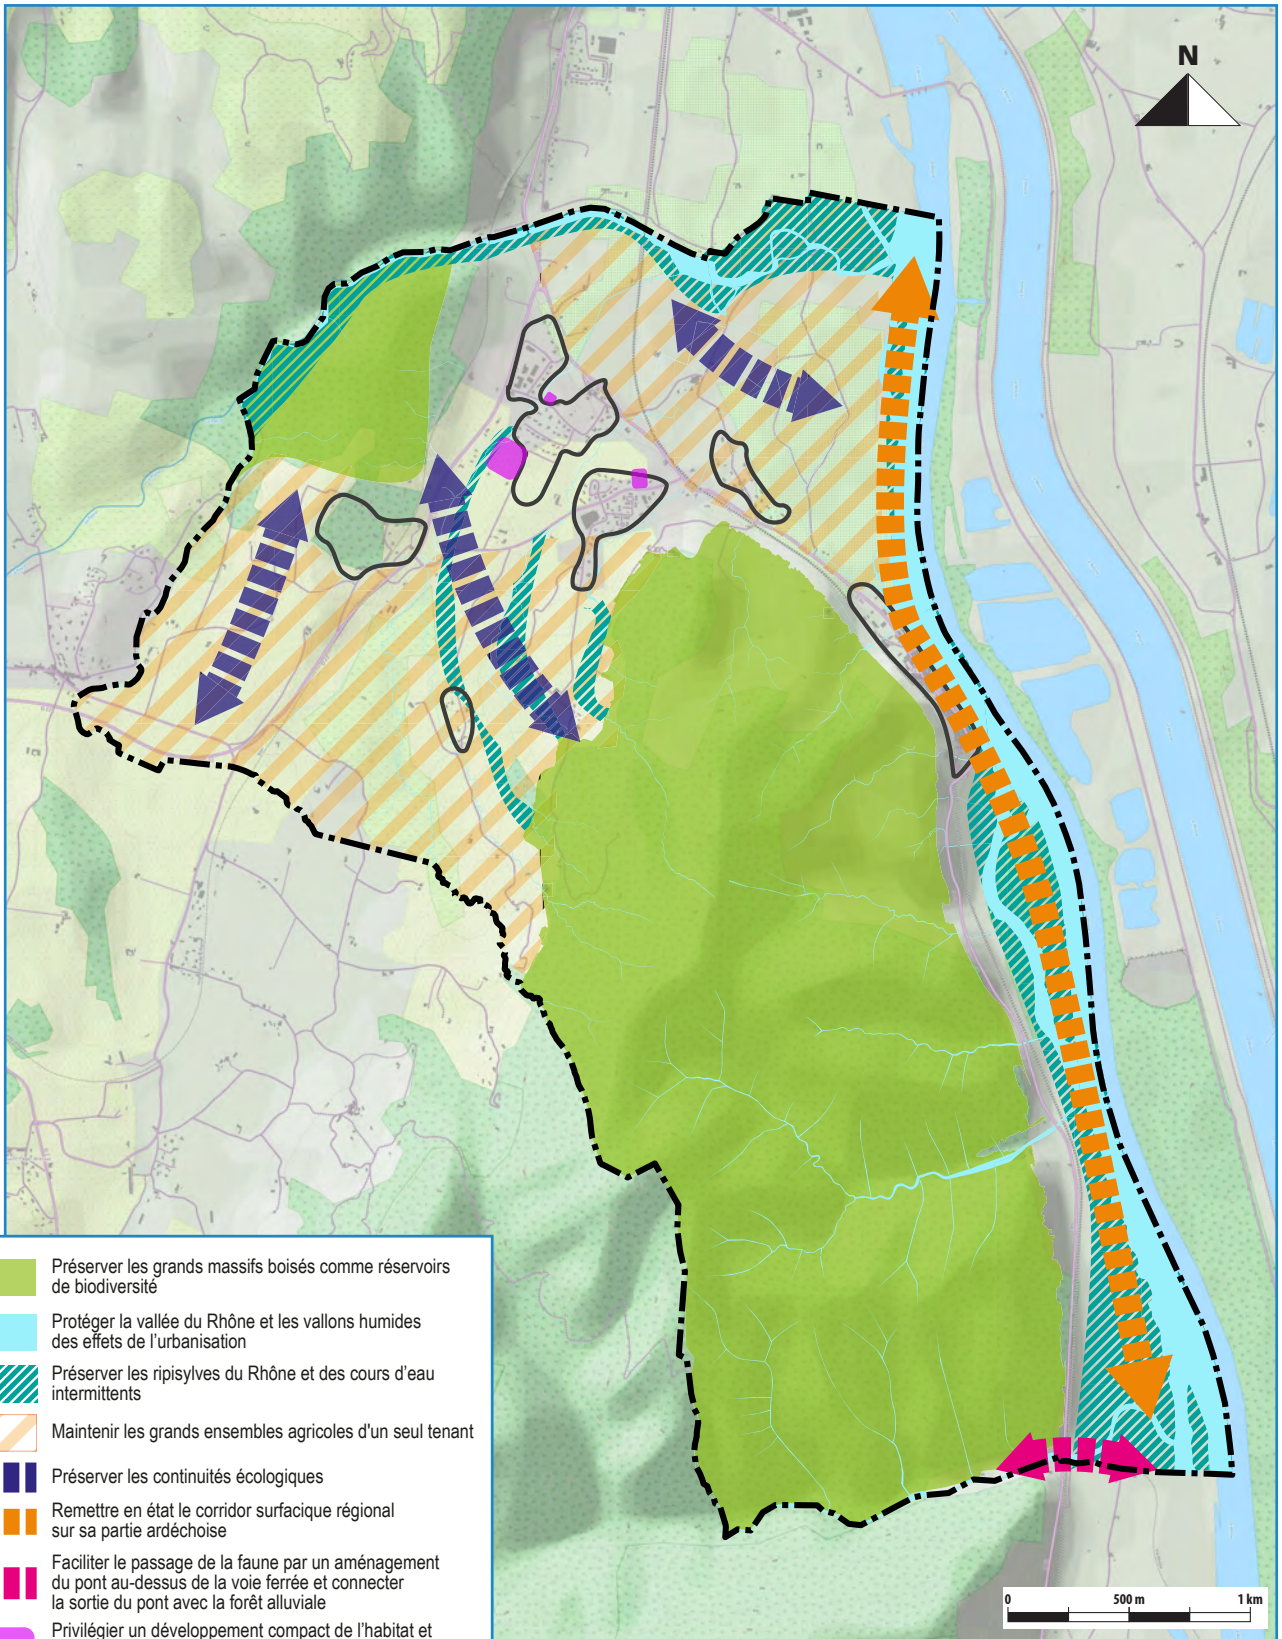 N
Préserver les grands massifs boisés comme réservoirs
de biodiversité
Protéger la vallée du Rhône et les vallons humides
des effets de l'urbanisation
Préserver les ripisylves du Rhône et des cours d'eau
intermittents
Maintenir les grands ensembles agricoles d'un seul tenant
Préserver les continuités écologiques
Remettre en état le corridor surfacique régional
sur sa partie ardéchoise
Faciliter le passage de la faune par un aménagement
du pont au-dessus de la voie ferrée et connecter
la sortie du pont avec la forêt alluviale
Privilégier un développement compact de l'habitat et
0 500 m 1 km